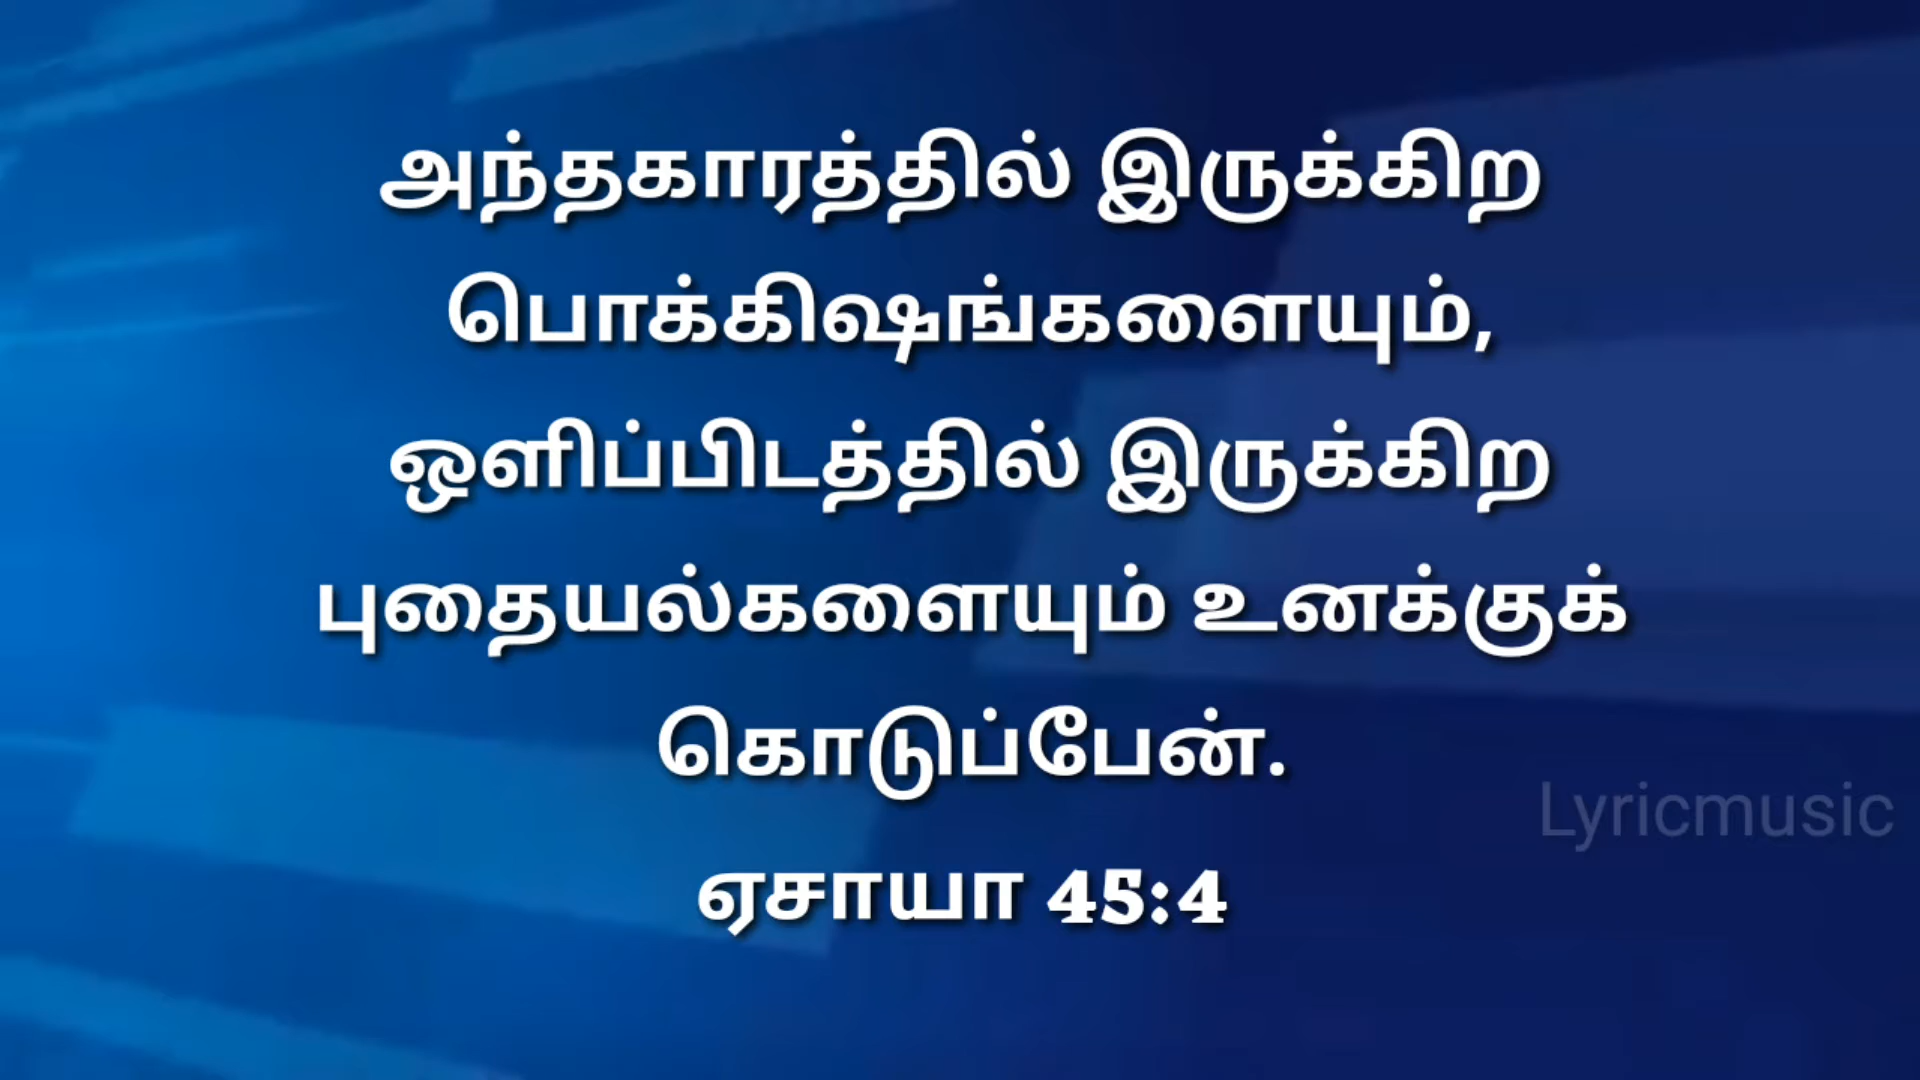 அந்தகாரத்தில் இருக்கிற
பொக்கிஷங்களையும்,
ஒளிப்பிடத்தில் இருக்கிற
புதையல்களையும் உனக்குக்
கொடுப்பேன்.
Lyricmusic
ஏசாயா 45:4